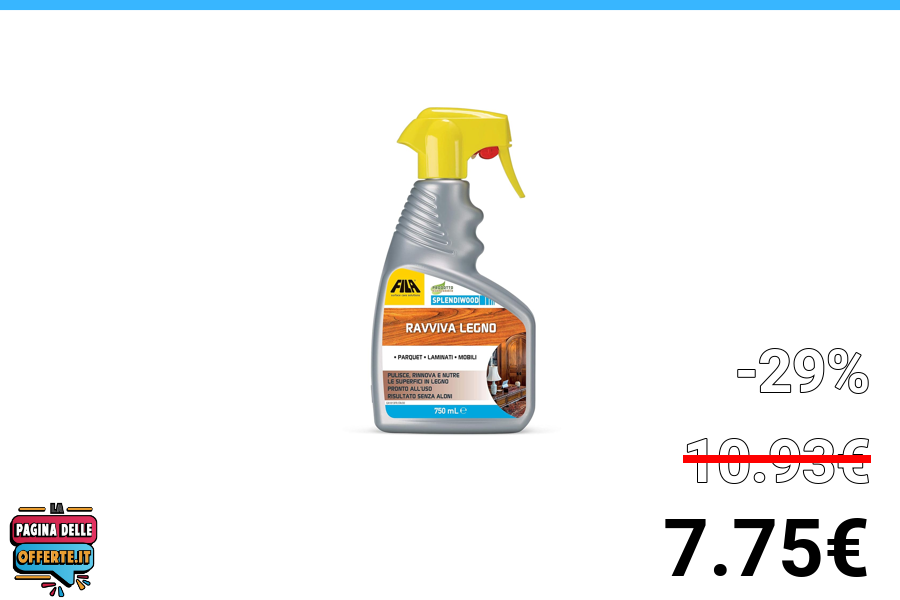 FILA
PRODOTTO
SPLENDIWOOD
RAVVIVA LEGNO
• PARQUET • LAMINATI • MOBILI
PULISCE, RINNOVA E NUTRE
LE SUPERFICI IN LEGNO
PRONTO ALL'USO
RISULTATO SENZA ALONI
750 mL ℮
-29%
10.93€
7.75€
LA
PAGINA DELLE
OFFERTE.IT